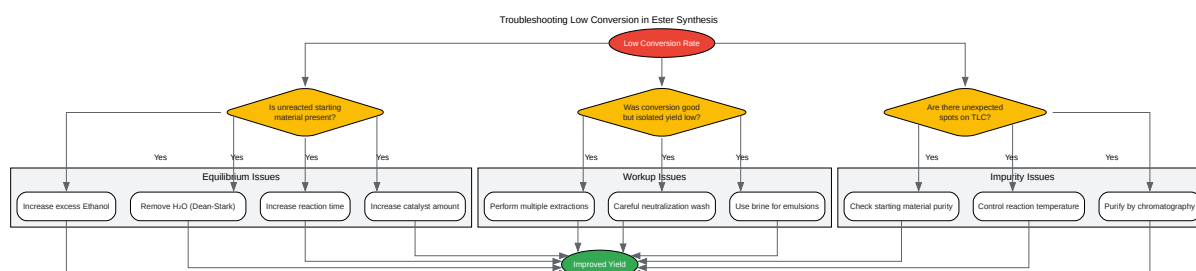 Troubleshooting Low Conversion in Ester Synthesis
Low Conversion Rate
Is unreacted starting
material present?
Was conversion good
but isolated yield low?
Are there unexpected
spots on TLC?
Yes
Yes
Yes
Yes
Yes
Yes
Yes
Yes
Yes
Yes
Equilibrium Issues
Workup Issues
Impurity Issues
Increase excess Ethanol
Remove H₂O (Dean-Stark)
Increase reaction time
Increase catalyst amount
Perform multiple extractions
Careful neutralization wash
Use brine for emulsions
Check starting material purity
Control reaction temperature
Purify by chromatography
Improved Yield